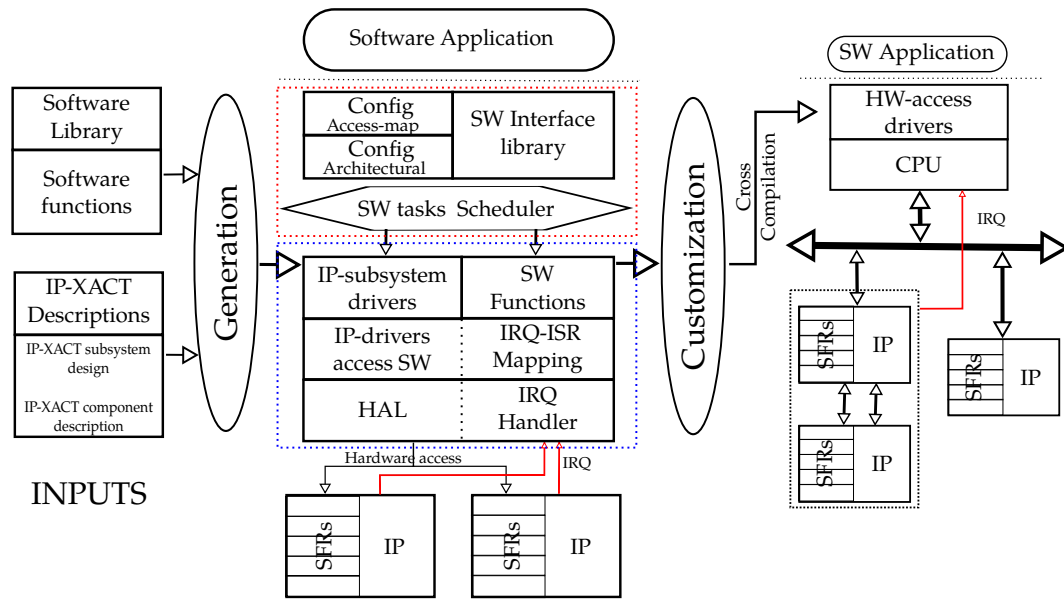 Software Library
Software functions
IP-XACT Descriptions
IP-XACT subsystem design
IP-XACT component description
INPUTS
Generation
Software Application
Config
Access-map
Config
Architectural
SW Interface library
SW tasks Scheduler
IP-subsystem drivers
SW Functions
IP-drivers access SW
IRQ-ISR Mapping
HAL
IRQ Handler
Hardware access
IRQ
SFRs
IP
SFRs
IP
Customization
Cross Compilation
SW Application
HW-access drivers
CPU
IRQ
SFRs
IP
SFRs
IP
SFRs
IP